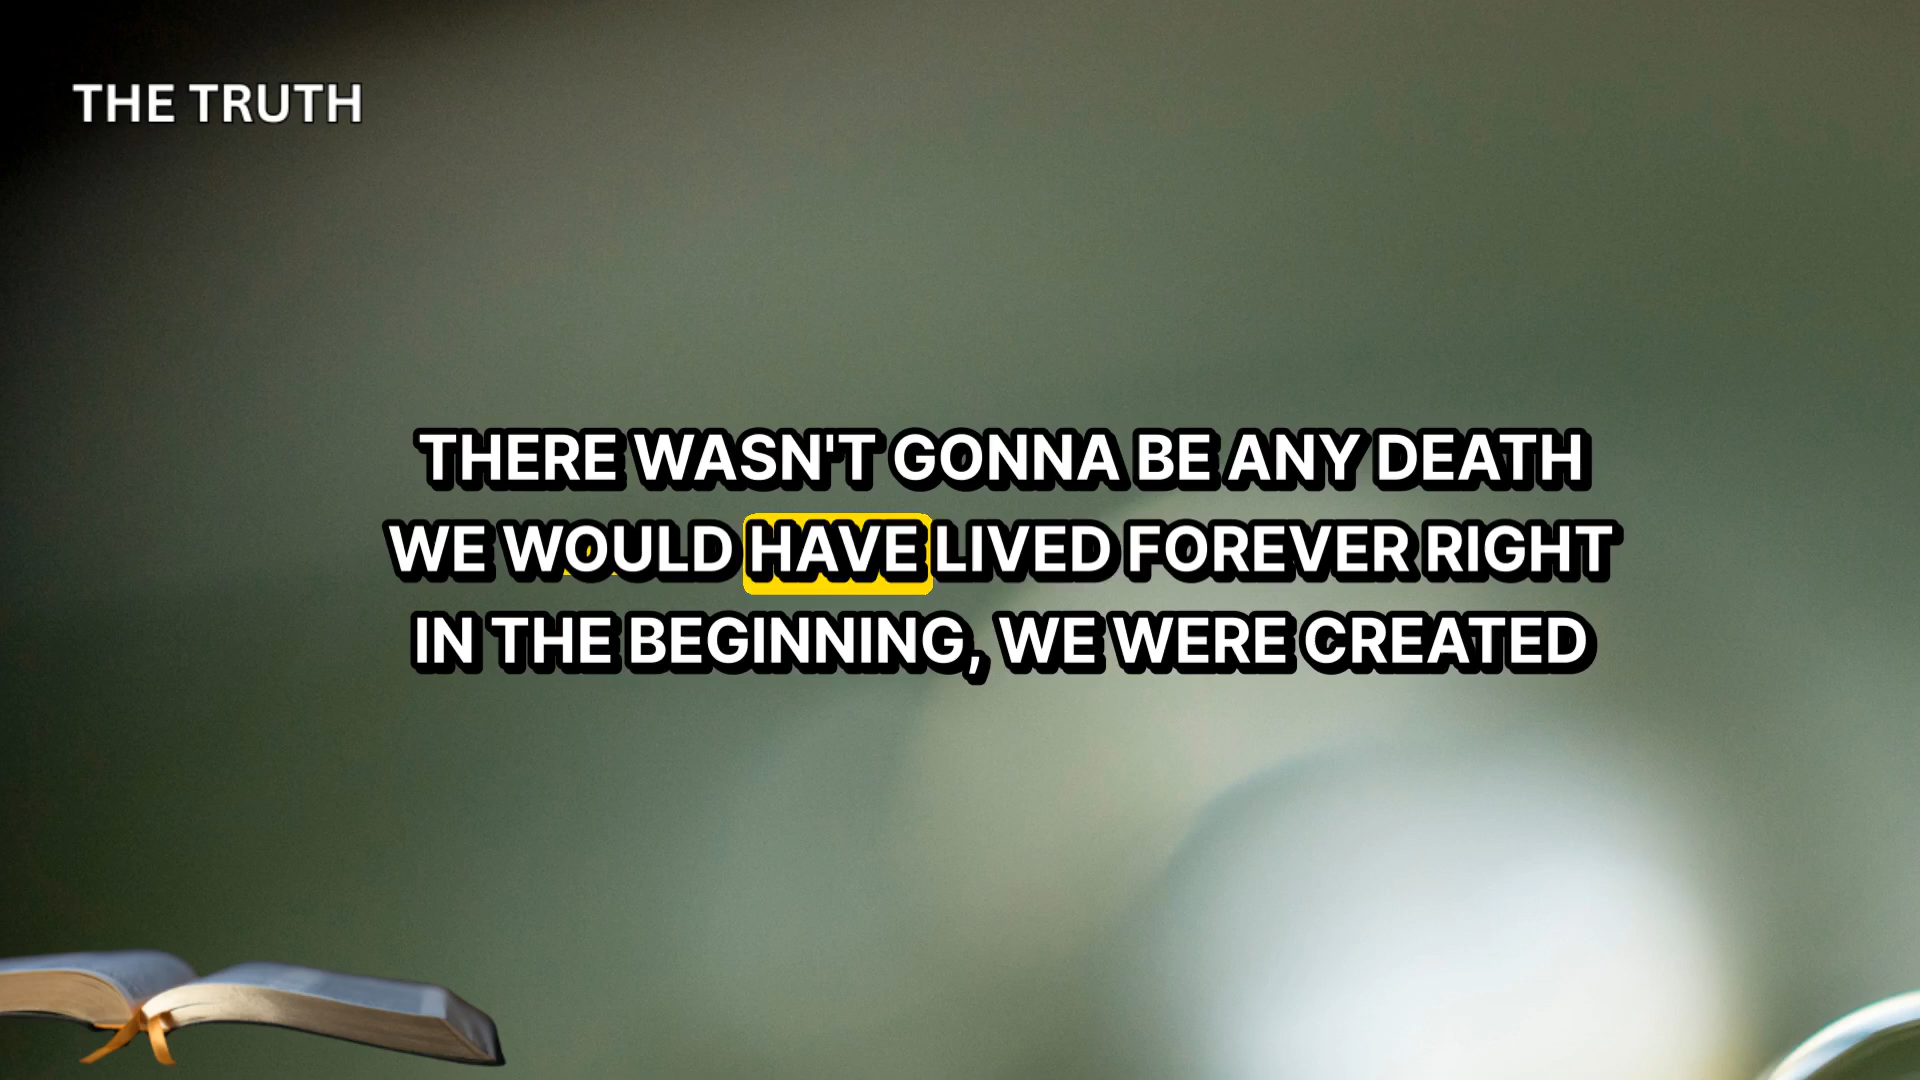 THE TRUTH
THERE WASN'T GONNA BE ANY DEATH
WE WOULD HAVE LIVED FOREVER RIGHT
IN THE BEGINNING, WE WERE CREATED